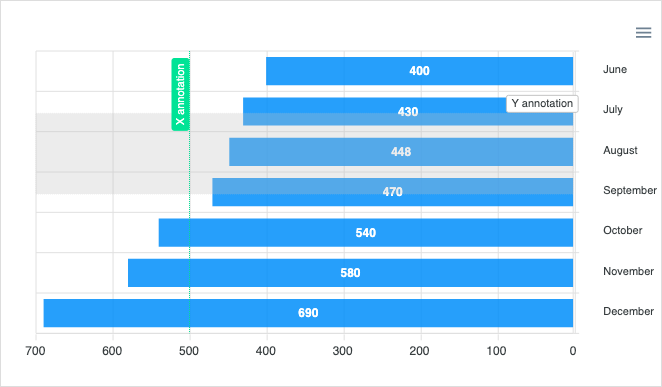 400 June
X annotation
Y annotation
430 July
448 August
470 September
540 October
580 November
690 December
700 600 500 400 300 200 100 0